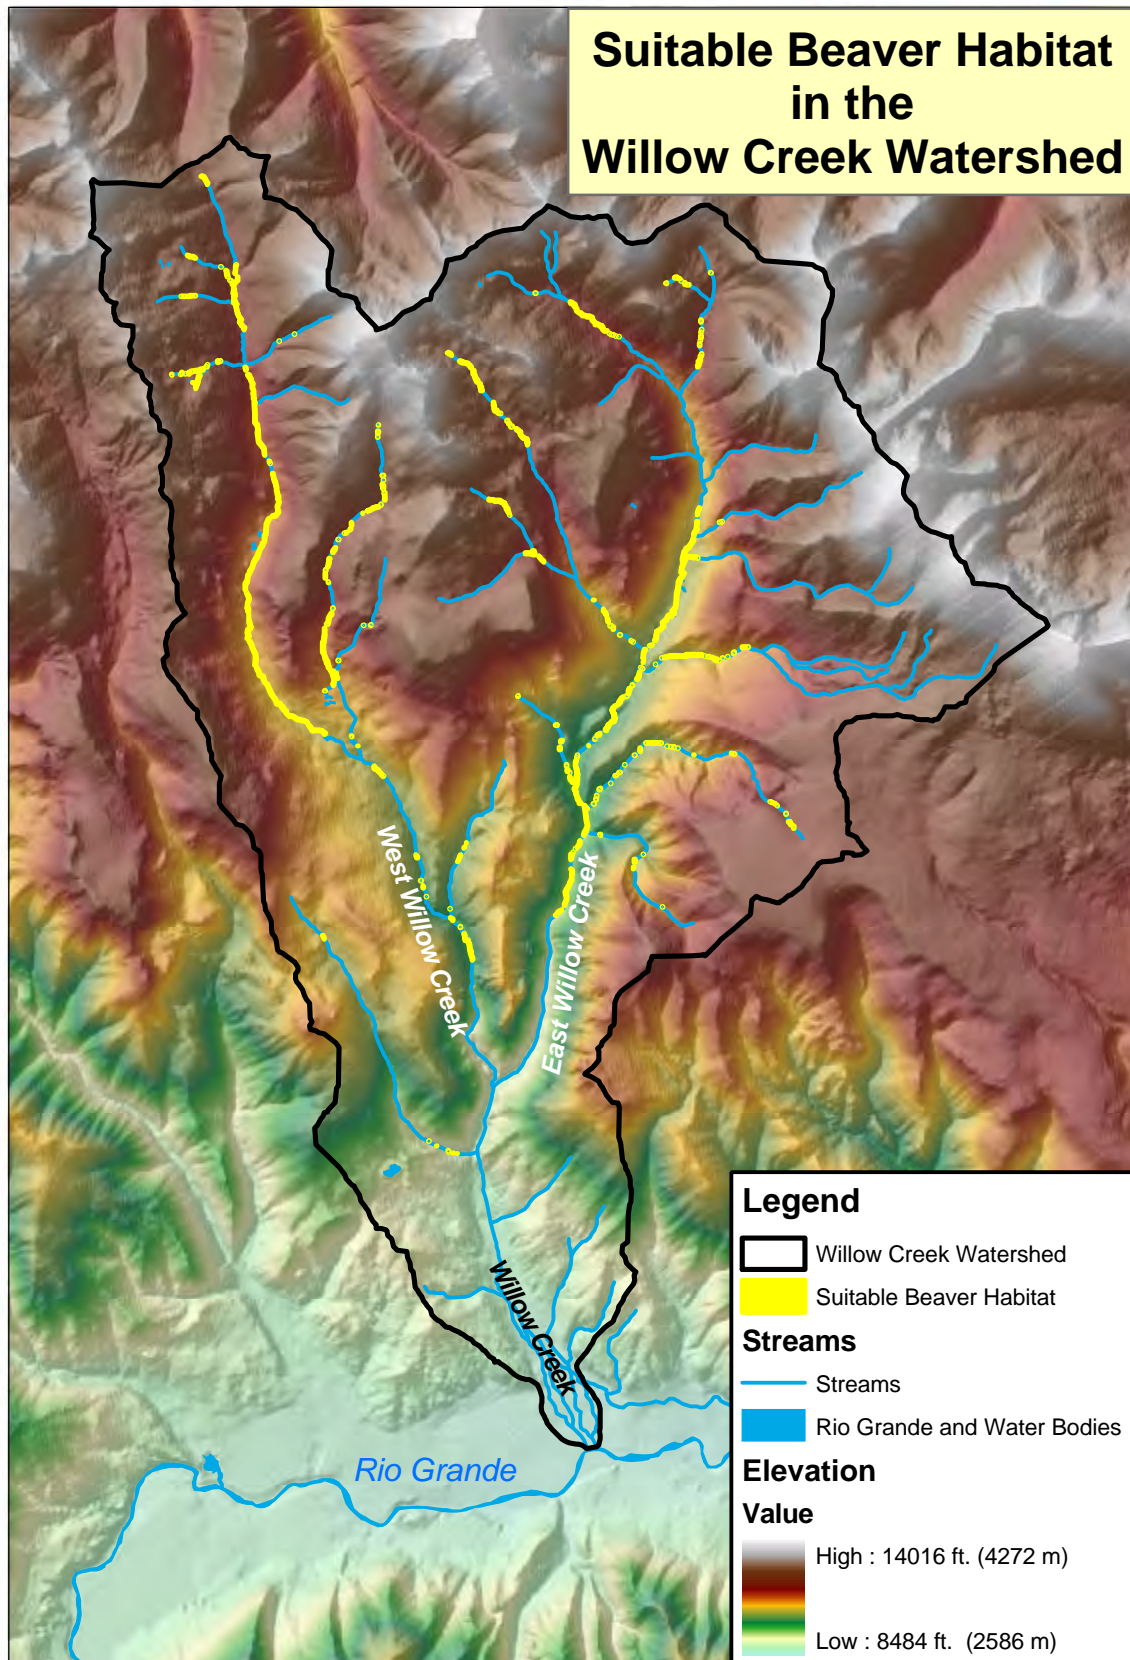 Suitable Beaver Habitat
in the
Willow Creek Watershed
West Willow Creek
East Willow Creek
Willow Creek
Rio Grande
Legend
Willow Creek Watershed
Suitable Beaver Habitat
Streams
Streams
Rio Grande and Water Bodies
Elevation
Value
High : 14016 ft. (4272 m)
Low : 8484 ft. (2586 m)